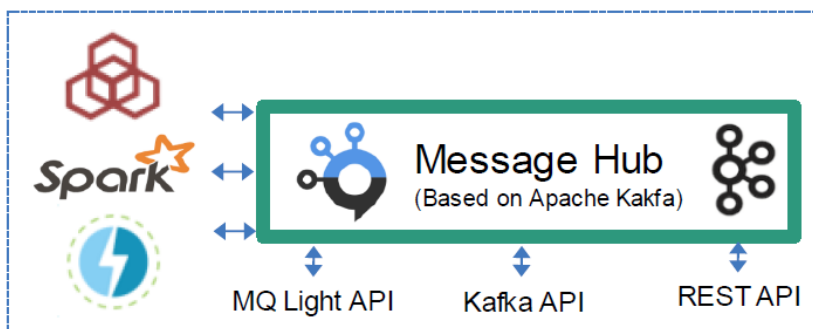 Spark
Message Hub
(Based on Apache Kakfa)
MQ Light API
Kafka API
REST API